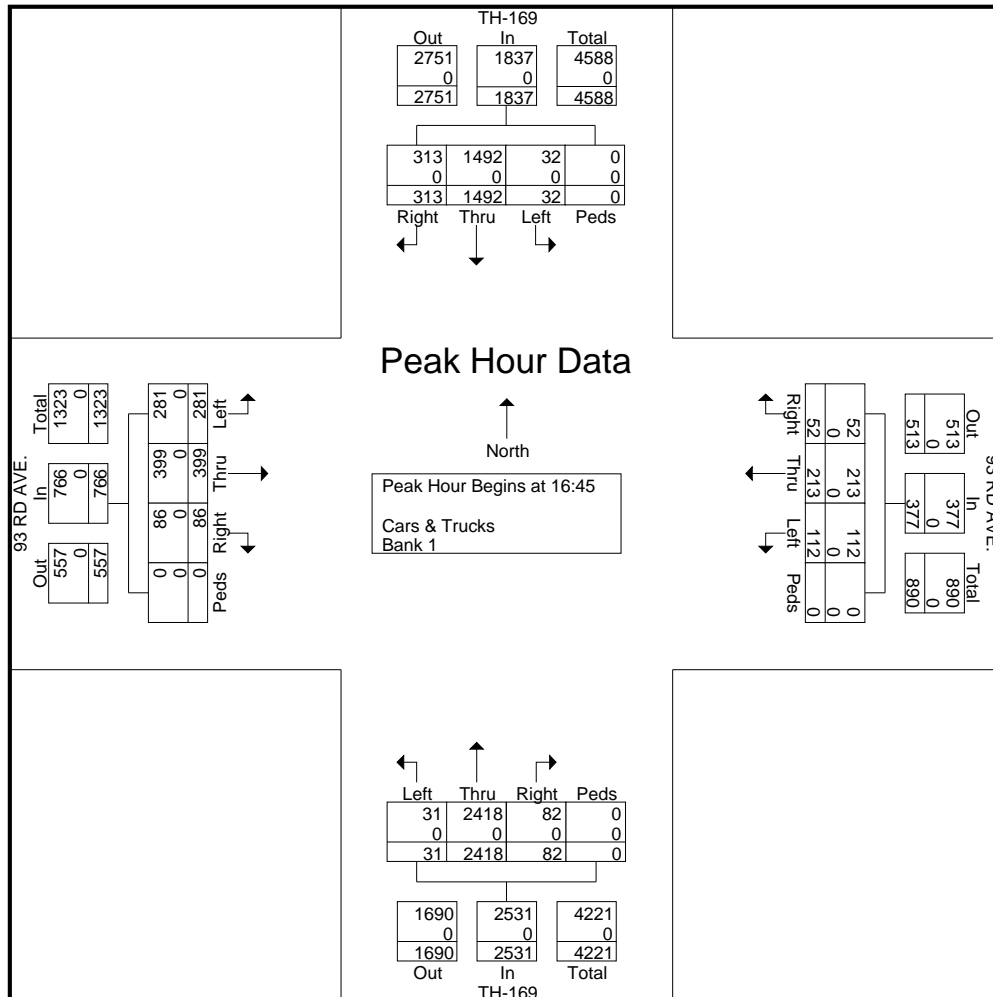 TH-169
Out In Total
2751 1837 4588
0 0 0
2751 1837 4588
313 1492 32 0
0 0 0 0
313 1492 32 0
Right Thru Left Peds
Peak Hour Data
North
Peak Hour Begins at 16:45
Cars & Trucks
Bank 1
93 RD AVE.
Out In Total
557 766 1323
0 0 0
557 766 1323
Peds Right Thru Left
0 86 399 281
0 0 0 0
0 86 399 281
93 RD AVE.
Out In Total
513 377 890
0 0 0
513 377 890
52 213 112 0
0 0 0 0
52 213 112 0
Right Thru Left Peds
Left Thru Right Peds
31 2418 82 0
0 0 0 0
31 2418 82 0
1690 2531 4221
0 0 0
1690 2531 4221
Out In Total
TH-169